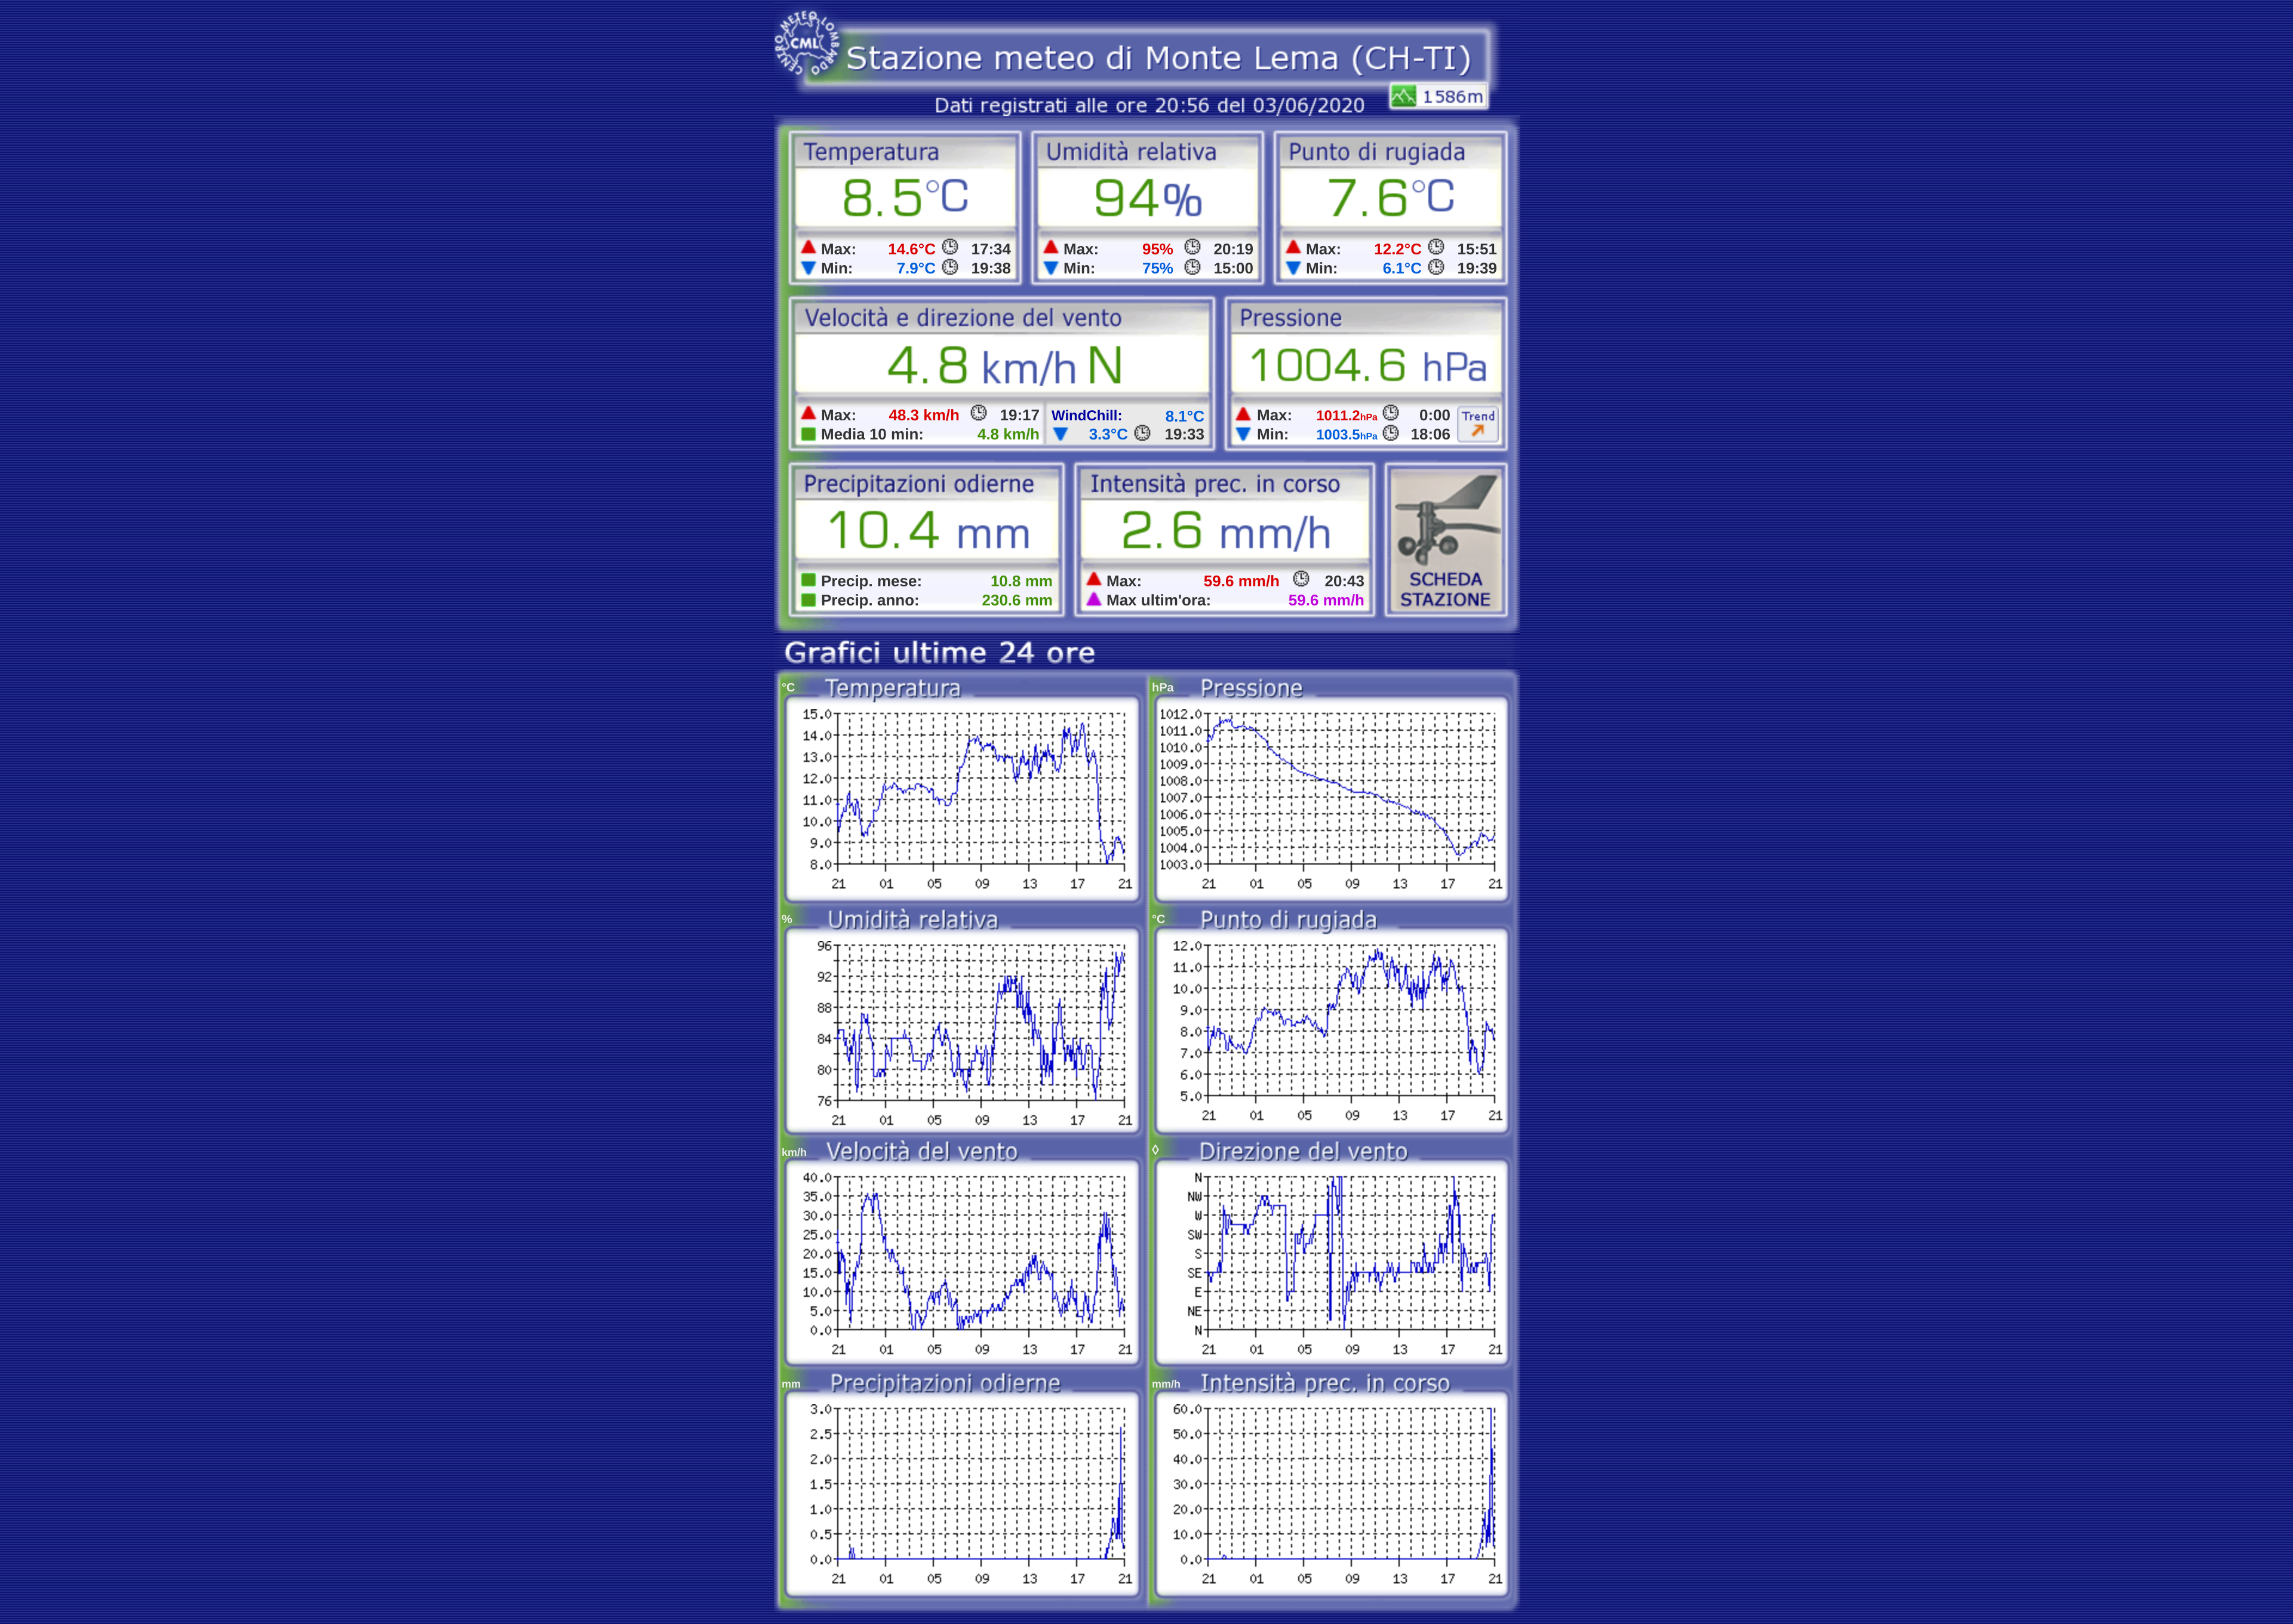 CENTRO METEO LOMBARDO
CML
Stazione meteo di Monte Lema (CH-TI)
1586m
Dati registrati alle ore 20:56 del 03/06/2020
Temperatura
8.5°C
Max: 14.6°C 17:34
Min: 7.9°C 19:38
Umidità relativa
94%
Max: 95% 20:19
Min: 75% 15:00
Punto di rugiada
7.6°C
Max: 12.2°C 15:51
Min: 6.1°C 19:39
Velocità e direzione del vento
4.8 km/h N
Max: 48.3 km/h 19:17
Media 10 min: 4.8 km/h
WindChill: 8.1°C
3.3°C 19:33
Pressione
1004.6 hPa
Max: 1011.2hPa 0:00
Min: 1003.5hPa 18:06
Trend
Precipitazioni odierne
10.4 mm
Precip. mese: 10.8 mm
Precip. anno: 230.6 mm
Intensità prec. in corso
2.6 mm/h
Max: 59.6 mm/h 20:43
Max ultim'ora: 59.6 mm/h
SCHEDA
STAZIONE
Grafici ultime 24 ore
°C Temperatura
15.0
14.0
13.0
12.0
11.0
10.0
9.0
8.0
21 01 05 09 13 17 21
hPa Pressione
1012.0
1011.0
1010.0
1009.0
1008.0
1007.0
1006.0
1005.0
1004.0
1003.0
21 01 05 09 13 17 21
% Umidità relativa
96
92
88
84
80
76
21 01 05 09 13 17 21
°C Punto di rugiada
12.0
11.0
10.0
9.0
8.0
7.0
6.0
5.0
21 01 05 09 13 17 21
km/h Velocità del vento
40.0
35.0
30.0
25.0
20.0
15.0
10.0
5.0
0.0
21 01 05 09 13 17 21
◊ Direzione del vento
N
NW
W
SW
S
SE
E
NE
N
21 01 05 09 13 17 21
mm Precipitazioni odierne
3.0
2.5
2.0
1.5
1.0
0.5
0.0
21 01 05 09 13 17 21
mm/h Intensità prec. in corso
60.0
50.0
40.0
30.0
20.0
10.0
0.0
21 01 05 09 13 17 21